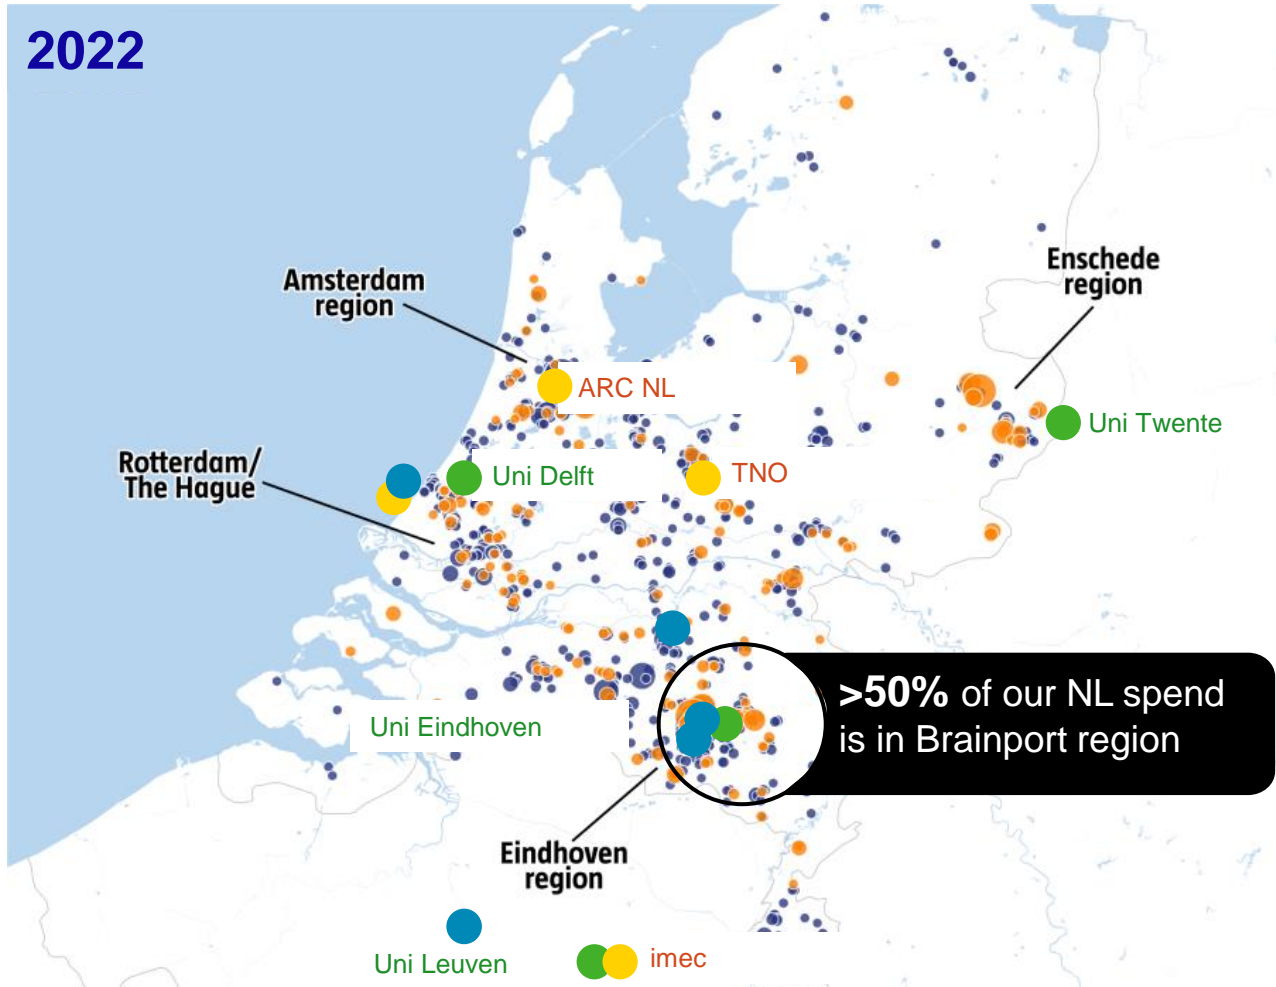 2022
Enschede
region
Amsterdam
region
ARC NL
Uni Twente
Rotterdam/
The Hague
Uni Delft
TNO
>50% of our NL spend
is in Brainport region
Uni Eindhoven
Eindhoven
region
Uni Leuven
imec